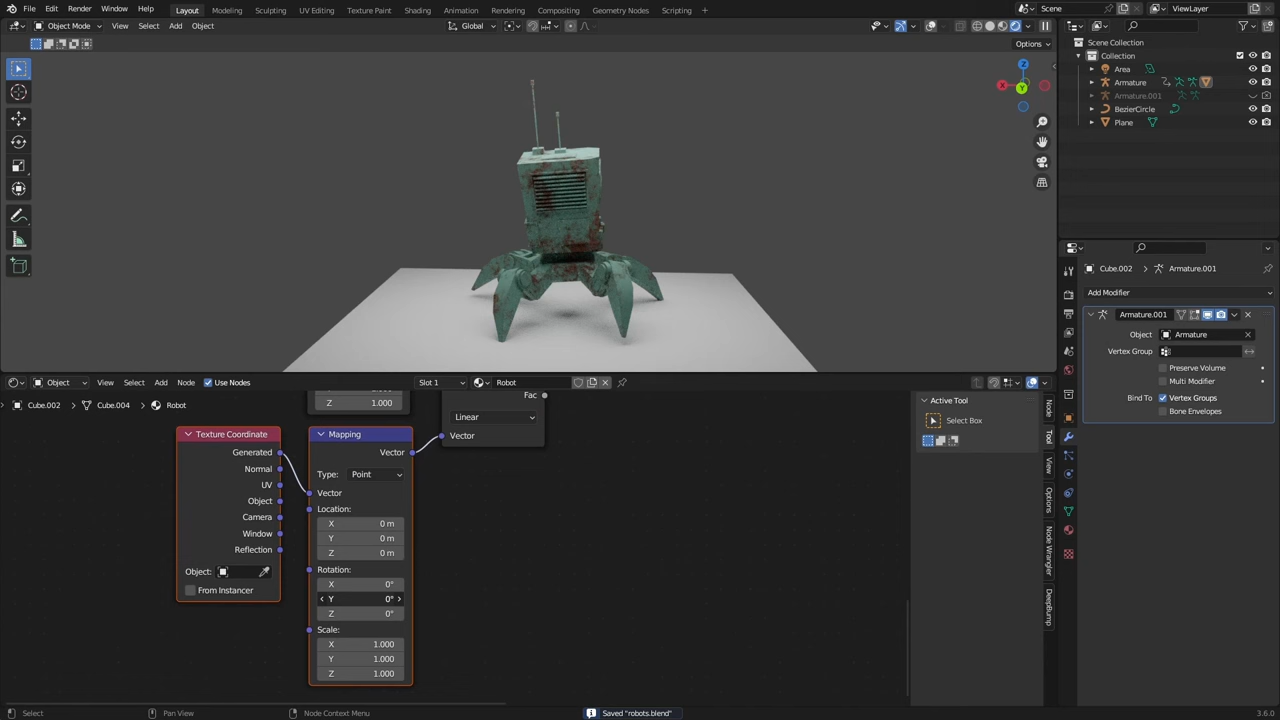 File Edit Render Window Help Layout Modeling Sculpting UV Editing Texture Paint Shading Animation Rendering Compositing Geometry Nodes Scripting + Scene ViewLayer
Object Mode View Select Add Object Global
Options
Z
X
Y
Scene Collection
Collection
Area
Armature
Armature.001
BezierCircle
Plane
Cube.002 Armature.001
Add Modifier
Armature.001
Object Armature
Vertex Group
Preserve Volume
Multi Modifier
Bind To Vertex Groups
Bone Envelopes
Object View Select Add Node Use Nodes Slot 1 Robot
Cube.002 Cube.004 Robot
Z 1.000
Fac
Linear
Vector
Texture Coordinate
Generated
Normal
UV
Object
Camera
Window
Reflection
Object:
From Instancer
Mapping
Vector
Type: Point
Vector
Location:
X 0 m
Y 0 m
Z 0 m
Rotation:
X 0°
Y 0°
Z 0°
Scale:
X 1.000
Y 1.000
Z 1.000
Active Tool
Select Box
Node
Tool
View
Options
Node Wrangler
DeepBump
Select Pan View Node Context Menu Saved "robots.blend" 3.6.0